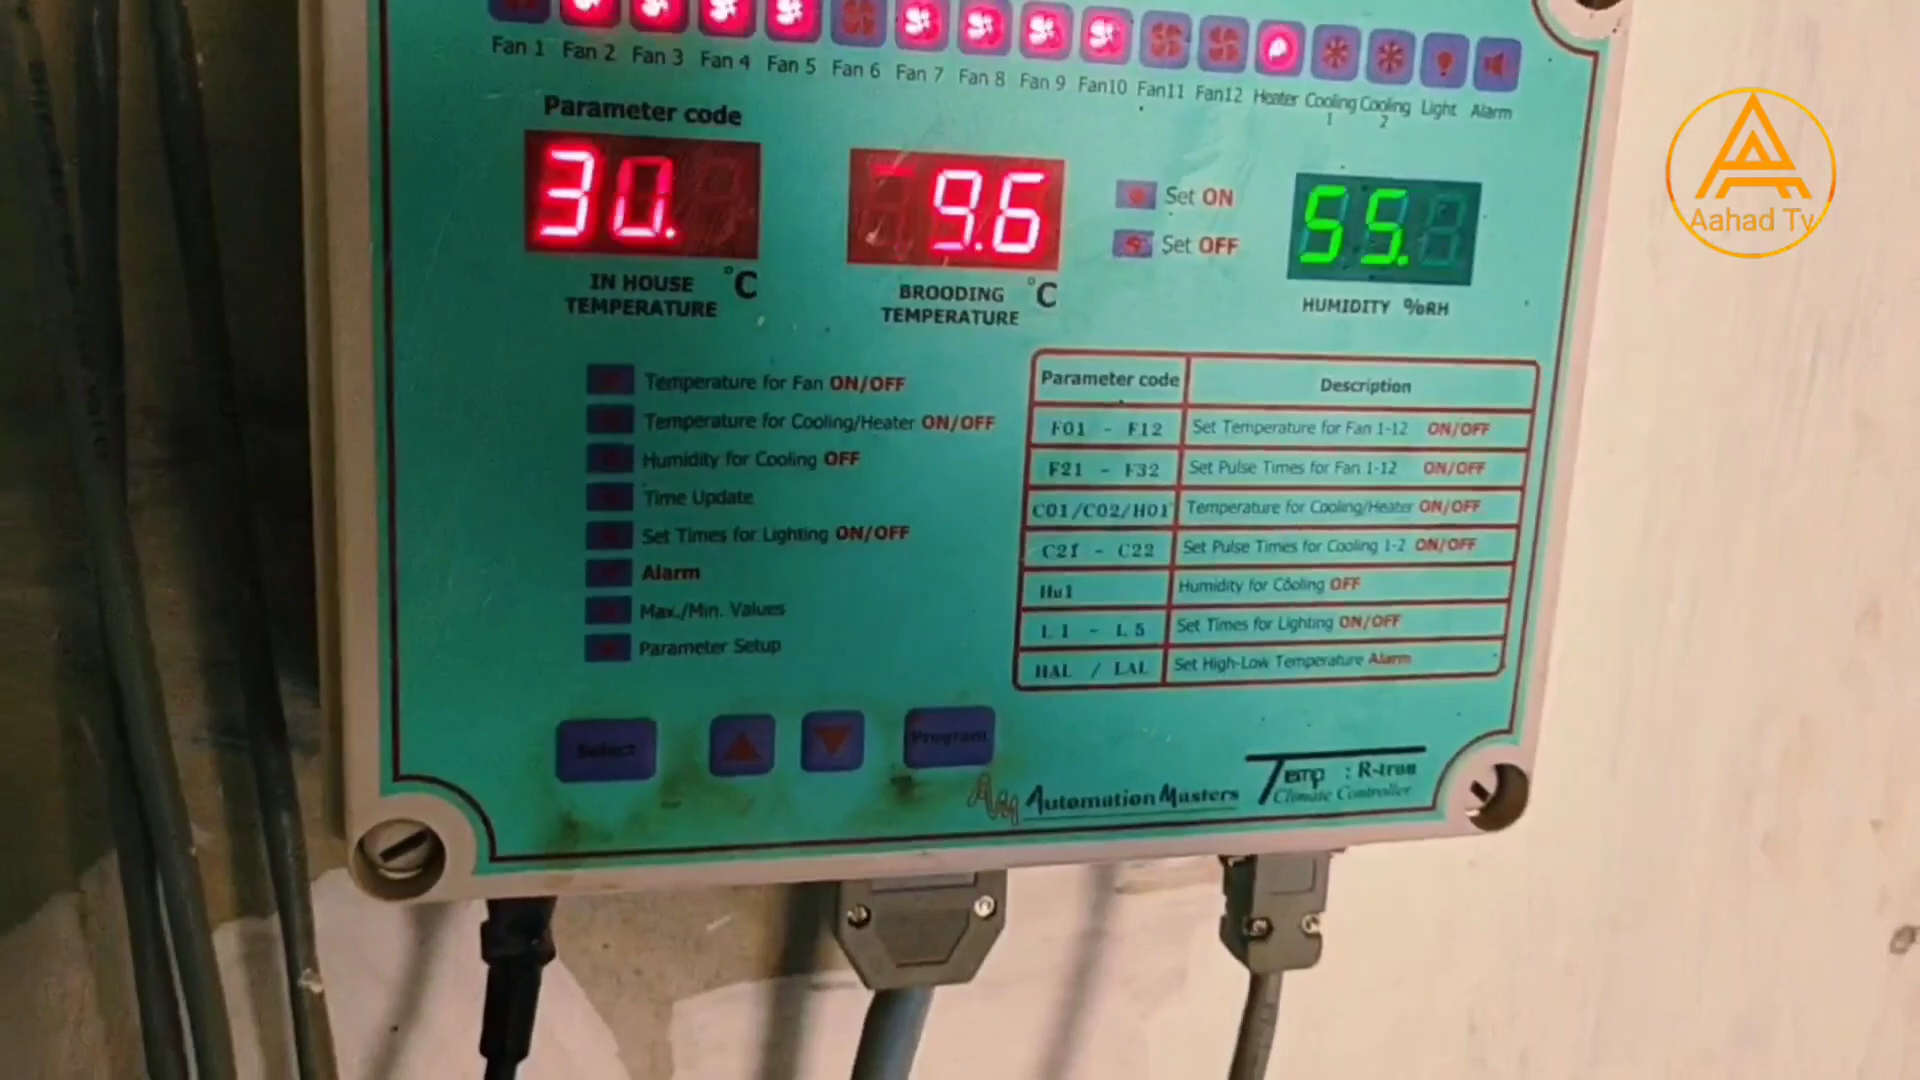 Fan 1 Fan 2 Fan 3 Fan 4 Fan 5 Fan 6 Fan 7 Fan 8 Fan 9 Fan10 Fan11 Fan12 Heater Cooling 1 Cooling 2 Light Alarm
Parameter code
30.
-9.6
Set ON
Set OFF
55.
IN HOUSE TEMPERATURE °C
BROODING TEMPERATURE °C
HUMIDITY %RH
Temperature for Fan ON/OFF
Temperature for Cooling/Heater ON/OFF
Humidity for Cooling OFF
Time Update
Set Times for Lighting ON/OFF
Alarm
Max./Min. Values
Parameter Setup
Parameter code Description
F01 - F12 Set Temperature for Fan 1-12 ON/OFF
F21 - F32 Set Pulse Times for Fan 1-12 ON/OFF
C01/C02/H01 Temperature for Cooling/Heater ON/OFF
C21 - C22 Set Pulse Times for Cooling 1-2 ON/OFF
Hu1 Humidity for Cooling OFF
L1 - L5 Set Times for Lighting ON/OFF
HAL / LAL Set High-Low Temperature Alarm
Select
Program
AM Automation Masters
Temp : R-tron
Climate Controller
Aahad Tv